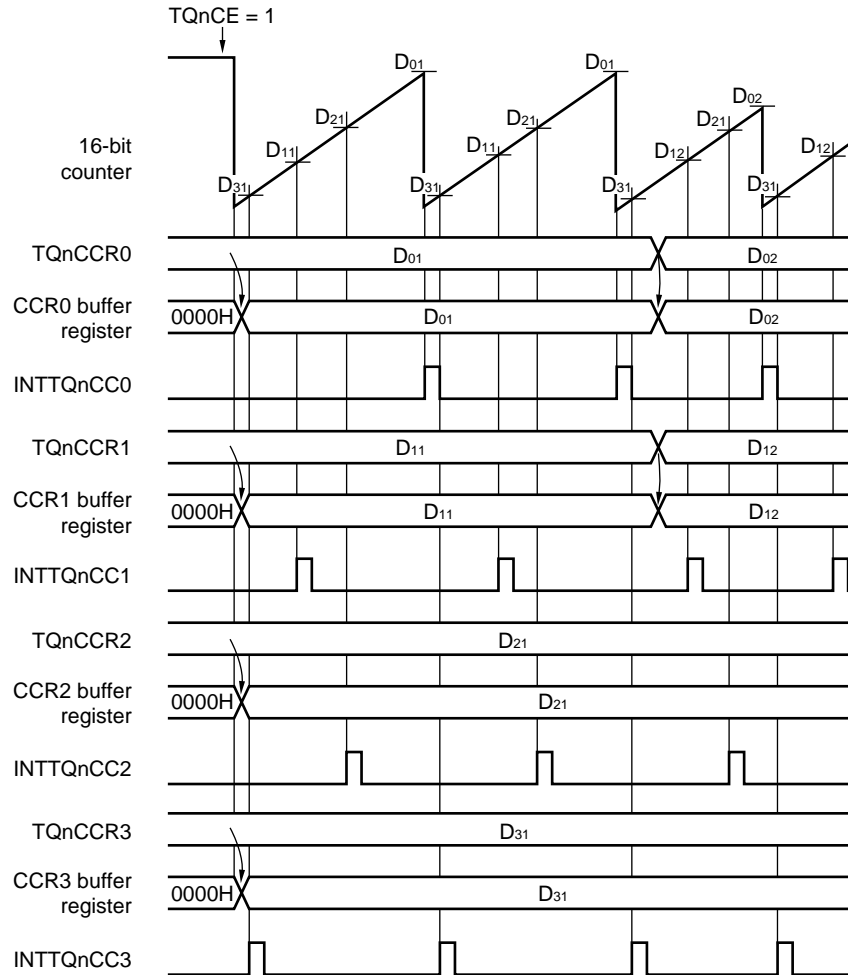 TQnCE = 1
D01 D01
D02
D21 D21 D21
16-bit
counter
D11 D11 D12 D12
D31 D31 D31 D31
TQnCCR0 D01 D02
CCR0 buffer
register
0000H D01 D02
INTTQnCC0
TQnCCR1 D11 D12
CCR1 buffer
register
0000H D11 D12
INTTQnCC1
TQnCCR2 D21
CCR2 buffer
register
0000H D21
INTTQnCC2
TQnCCR3 D31
CCR3 buffer
register
0000H D31
INTTQnCC3